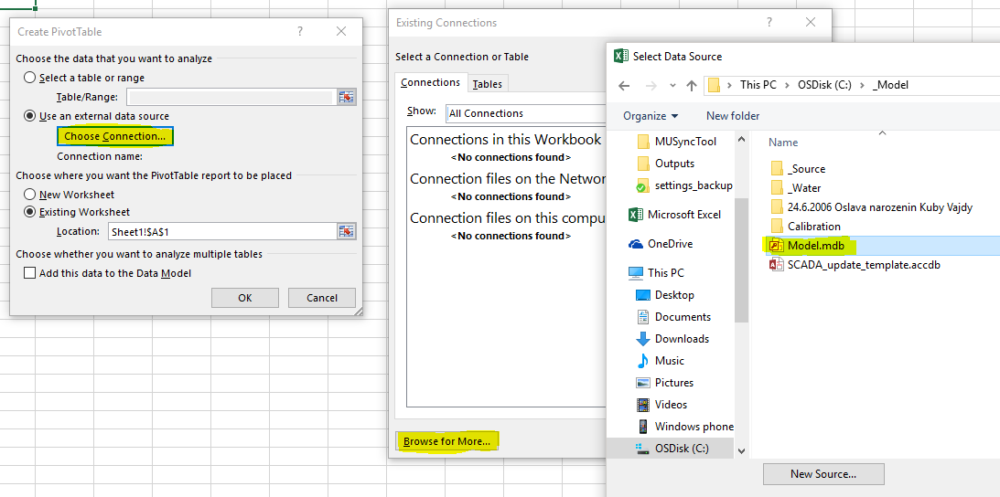 Create PivotTable
?
Choose the data that you want to analyze
Select a table or range
Table/Range:
Use an external data source
Choose Connection...
Connection name:
Choose where you want the PivotTable report to be placed
New Worksheet
Existing Worksheet
Location: Sheet1!$A$1
Choose whether you want to analyze multiple tables
Add this data to the Data Model
OK Cancel
Existing Connections
?
Select a Connection or Table
Connections Tables
Show: All Connections
Connections in this Workbook
<No connections found>
Connection files on the Networ
<No connections found>
Connection files on this compu
<No connections found>
Browse for More...
Select Data Source
This PC > OSDisk (C:) > _Model
Organize New folder
MUSyncTool
Outputs
settings_backup
Microsoft Excel
OneDrive
This PC
Desktop
Documents
Downloads
Music
Pictures
Videos
Windows phone
OSDisk (C:)
Name
_Source
_Water
24.6.2006 Oslava narozenin Kuby Vajdy
Calibration
Model.mdb
SCADA_update_template.accdb
New Source...